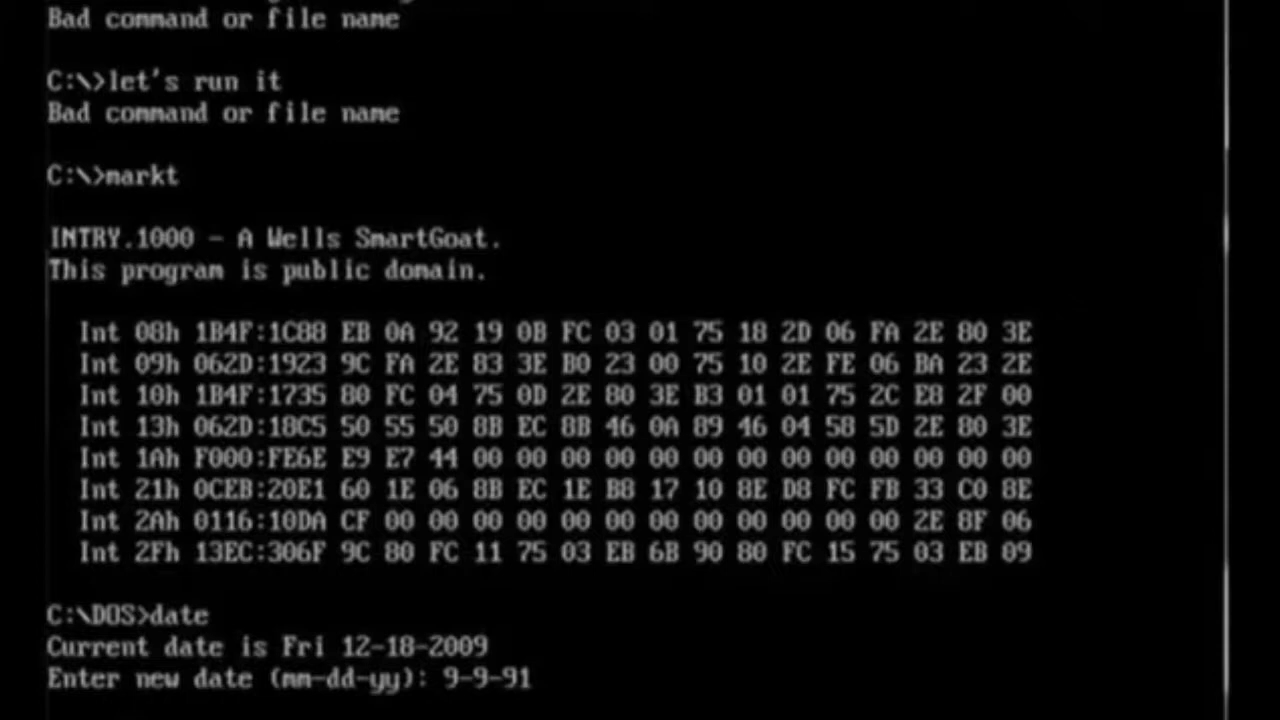 Bad command or file name
C:\>let's run it
Bad command or file name
C:\>markt
INTRY.1000 - A Wells SmartGoat.
This program is public domain.
Int 08h 1B4F:1C88 EB 0A 92 19 0B FC 03 01 75 18 2D 06 FA 2E 80 3E
Int 09h 062D:1923 9C FA 2E 83 3E B0 23 00 75 10 2E FE 06 BA 23 2E
Int 10h 1B4F:1735 80 FC 04 75 0D 2E 80 3E B3 01 01 75 2C E8 2F 00
Int 13h 062D:18C5 50 55 50 8B EC 8B 46 0A 89 46 04 58 5D 2E 80 3E
Int 1Ah F000:FE6E E9 E7 44 00 00 00 00 00 00 00 00 00 00 00 00 00
Int 21h 0CEB:20E1 60 1E 06 8B EC 1E B8 17 10 8E D8 FC FB 33 C0 8E
Int 2Ah 0116:10DA CF 00 00 00 00 00 00 00 00 00 00 00 00 2E 8F 06
Int 2Fh 13EC:306F 9C 80 FC 11 75 03 EB 6B 90 80 FC 15 75 03 EB 09
C:\DOS>date
Current date is Fri 12-18-2009
Enter new date (mm-dd-yy): 9-9-91